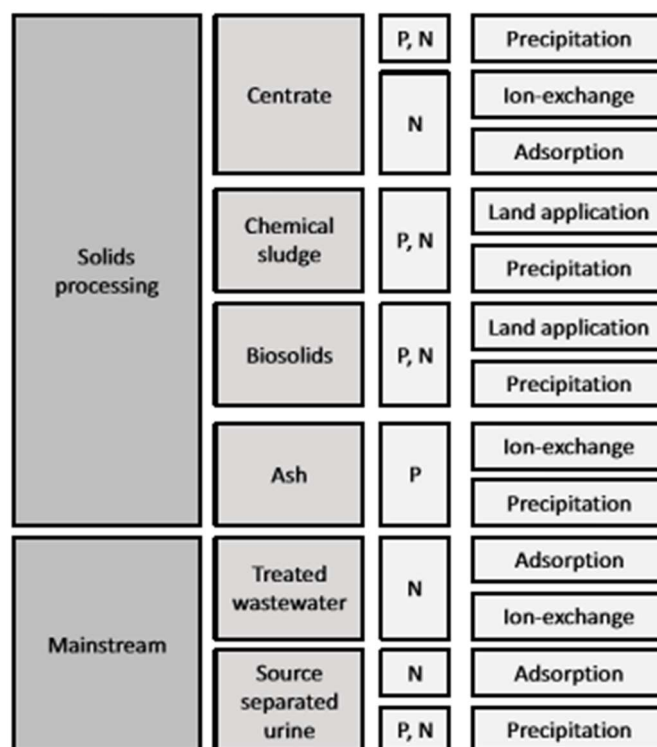 P, N
Precipitation
Centrate
Ion-exchange
N
Adsorption
Land application
Chemical
sludge
P, N
Solids
processing
Precipitation
Land application
Biosolids
P, N
Precipitation
Ion-exchange
Ash
P
Precipitation
Adsorption
Treated
wastewater
N
Ion-exchange
Mainstream
Source
separated
urine
N
Adsorption
P, N
Precipitation